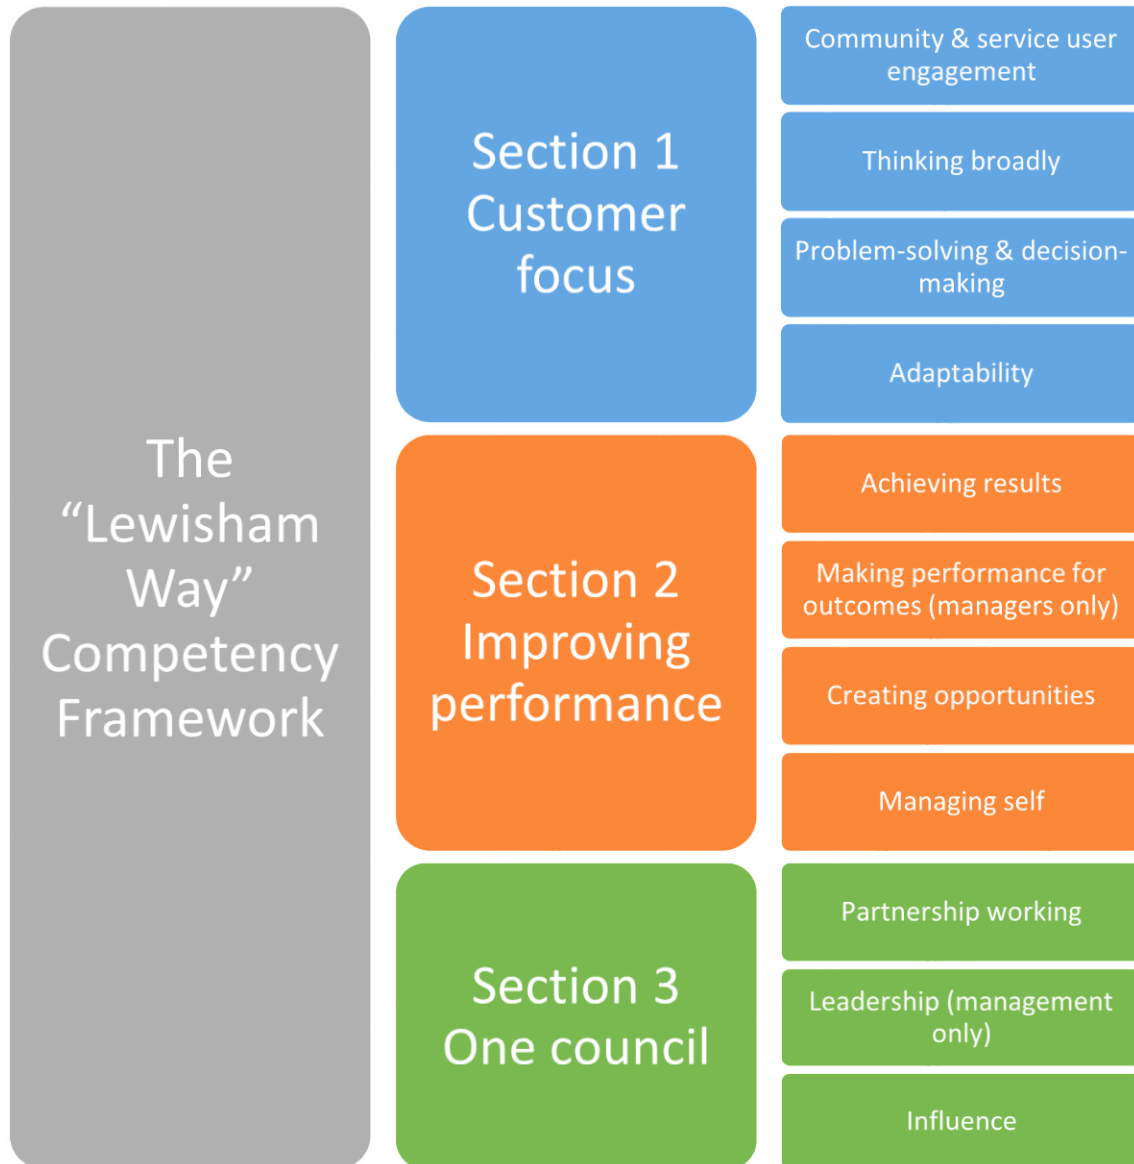 The
“Lewisham
Way”
Competency
Framework
Section 1
Customer
focus
Community & service user
engagement
Thinking broadly
Problem-solving & decision-
making
Adaptability
Section 2
Improving
performance
Achieving results
Making performance for
outcomes (managers only)
Creating opportunities
Managing self
Section 3
One council
Partnership working
Leadership (management
only)
Influence